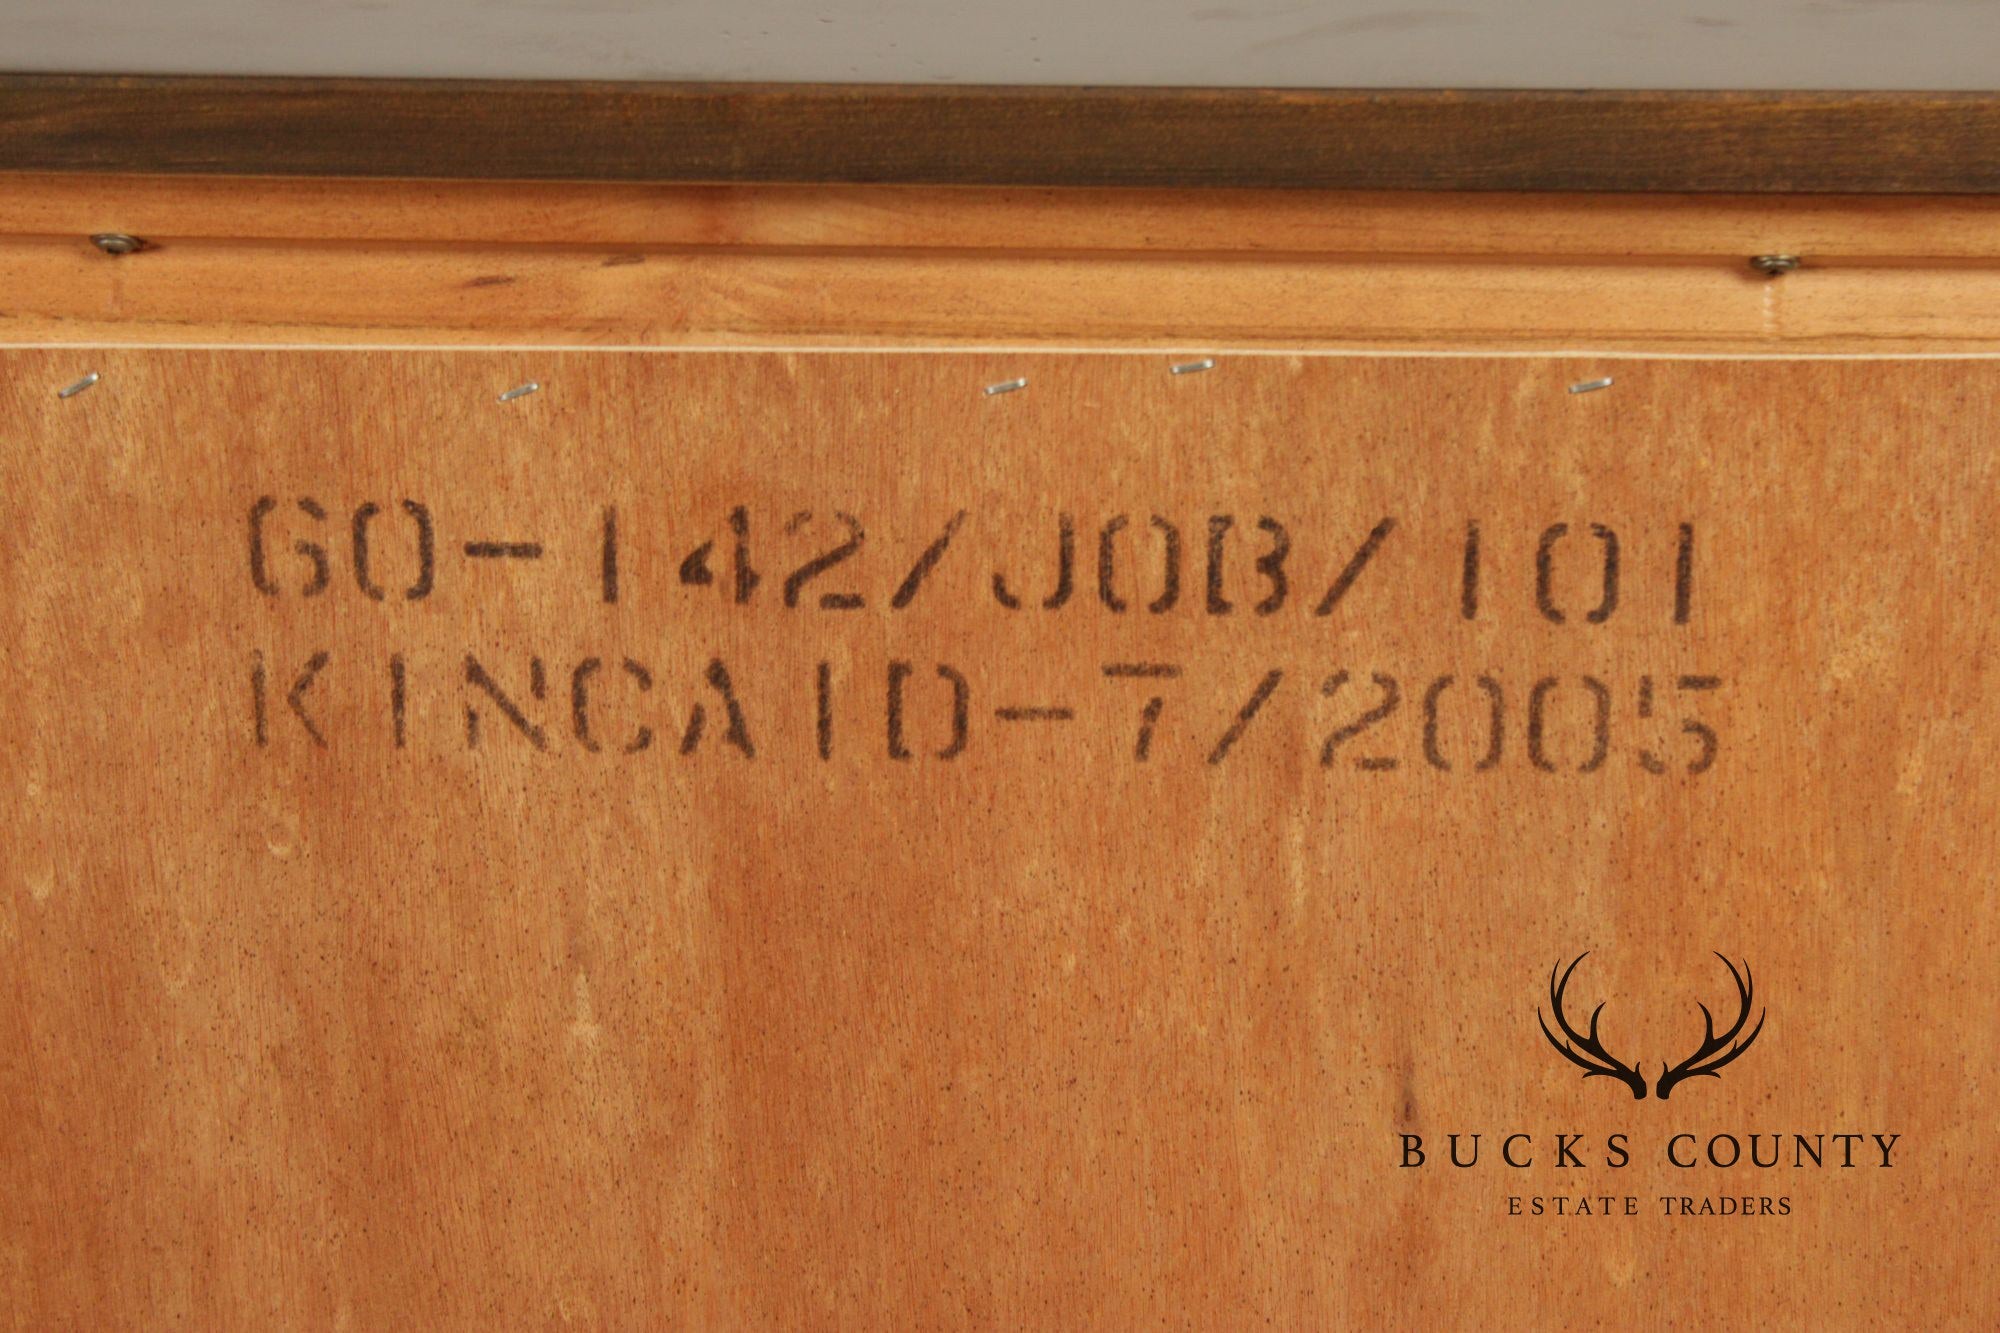 60-142/JOB/101
KINCAID-7/2005
BUCKS COUNTY
ESTATE TRADERS